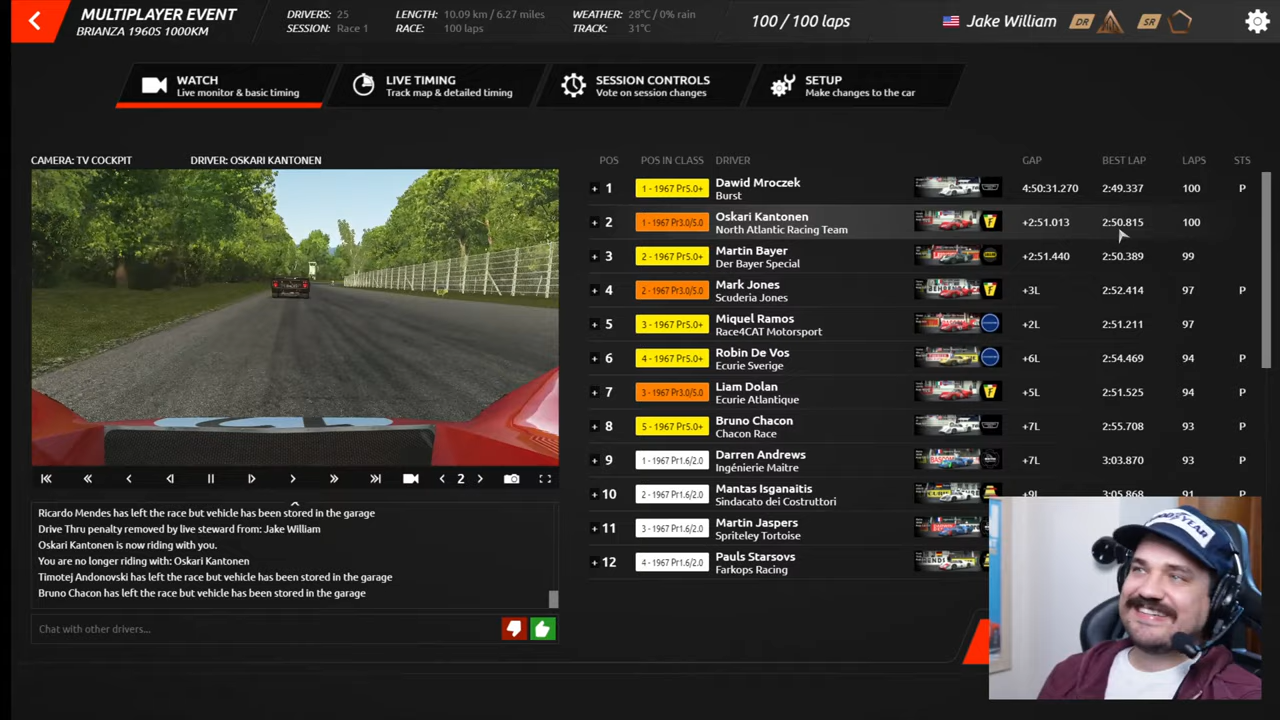 MULTIPLAYER EVENT
BRIANZA 1960S 1000KM
DRIVERS: 25
SESSION: Race 1
LENGTH: 10.09 km / 6.27 miles
RACE: 100 laps
WEATHER: 28°C / 0% rain
TRACK: 31°C
100 / 100 laps
Jake William
DR
SR
WATCH
Live monitor & basic timing
LIVE TIMING
Track map & detailed timing
SESSION CONTROLS
Vote on session changes
SETUP
Make changes to the car
CAMERA: TV COCKPIT DRIVER: OSKARI KANTONEN
POS POS IN CLASS DRIVER GAP BEST LAP LAPS STS
+ 1 1 - 1967 Pr5.0+ Dawid Mroczek 4:50:31.270 2:49.337 100 P
Burst
+ 2 1 - 1967 Pr3.0/5.0 Oskari Kantonen +2:51.013 2:50.815 100
North Atlantic Racing Team
+ 3 2 - 1967 Pr5.0+ Martin Bayer +2:51.440 2:50.389 99
Der Bayer Special
+ 4 2 - 1967 Pr3.0/5.0 Mark Jones +3L 2:52.414 97 P
Scuderia Jones
+ 5 3 - 1967 Pr5.0+ Miquel Ramos +2L 2:51.211 97
Race4CAT Motorsport
+ 6 4 - 1967 Pr5.0+ Robin De Vos +6L 2:54.469 94 P
Ecurie Sverige
+ 7 3 - 1967 Pr3.0/5.0 Liam Dolan +5L 2:51.525 94 P
Ecurie Atlantique
+ 8 5 - 1967 Pr5.0+ Bruno Chacon +7L 2:55.708 93 P
Chacon Race
+ 9 1 - 1967 Pr1.6/2.0 Darren Andrews +7L 3:03.870 93 P
Ingénierie Maitre
+ 10 2 - 1967 Pr1.6/2.0 Mantas Isganaitis +9L 3:05.868 91 P
Sindacato dei Costruttori
+ 11 3 - 1967 Pr1.6/2.0 Martin Jaspers
Spriteley Tortoise
+ 12 4 - 1967 Pr1.6/2.0 Pauls Starsovs
Farkops Racing
2
Ricardo Mendes has left the race but vehicle has been stored in the garage
Drive Thru penalty removed by live steward from: Jake William
Oskari Kantonen is now riding with you.
You are no longer riding with: Oskari Kantonen
Timotej Andonovski has left the race but vehicle has been stored in the garage
Bruno Chacon has left the race but vehicle has been stored in the garage
Chat with other drivers...
GOODYEAR